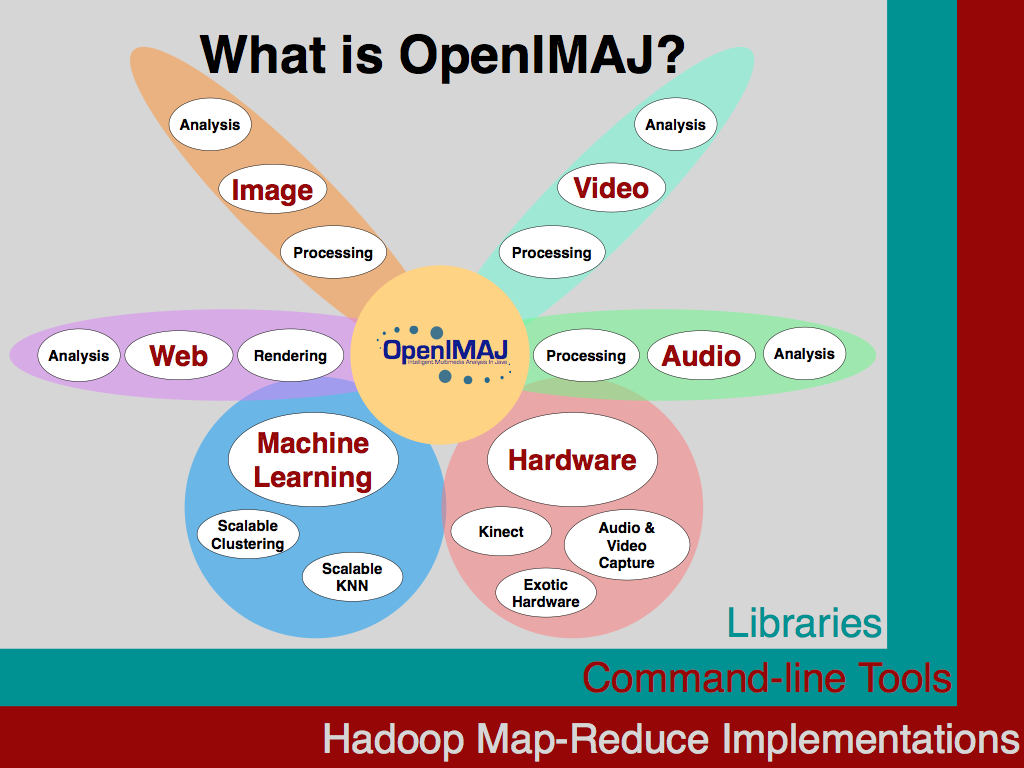 What is OpenIMAJ?
Analysis
Image
Processing
Analysis
Video
Processing
Analysis
Web
Rendering
OpenIMAJ
Intelligent Multimedia Analysis In Java
Processing
Audio
Analysis
Machine
Learning
Scalable
Clustering
Scalable
KNN
Hardware
Kinect
Audio &
Video
Capture
Exotic
Hardware
Libraries
Command-line Tools
Hadoop Map-Reduce Implementations